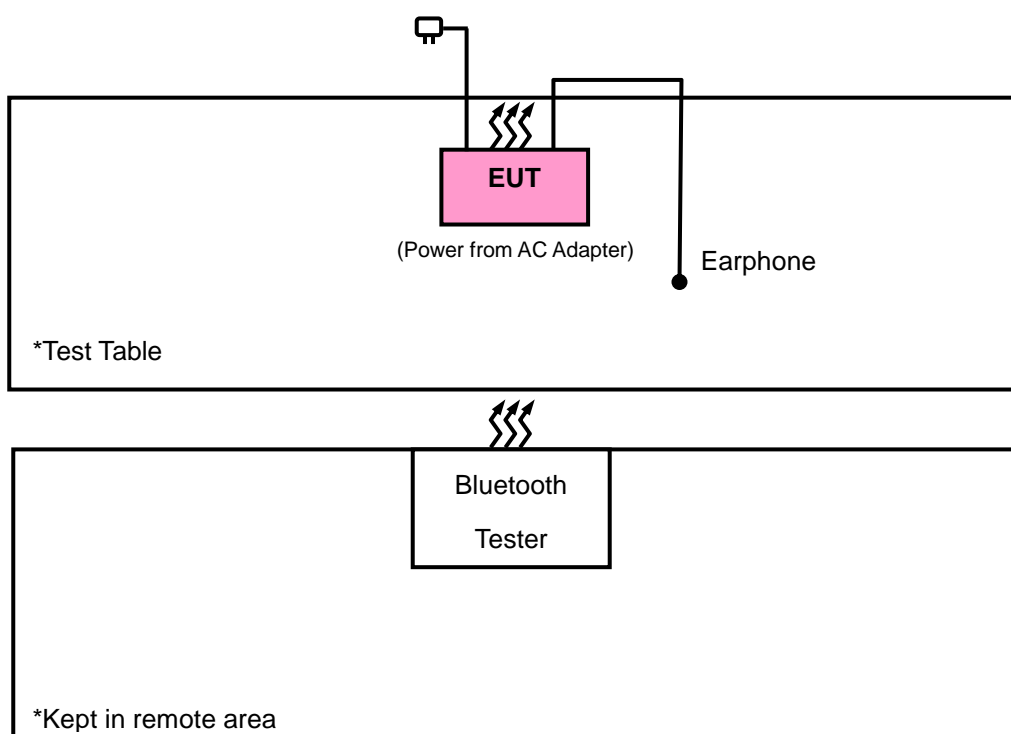 EUT
(Power from AC Adapter)
Earphone
*Test Table
Bluetooth
Tester
*Kept in remote area